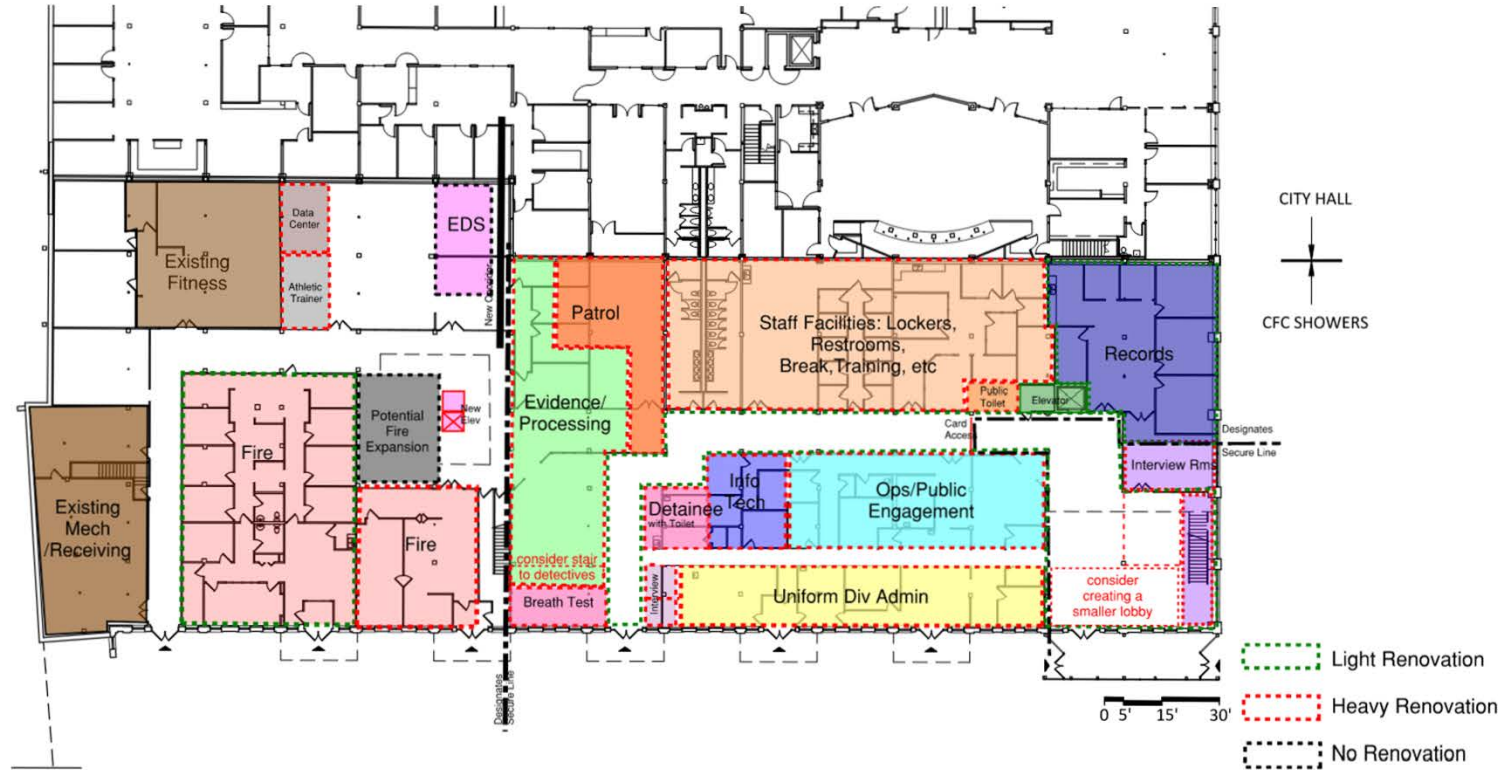 CITY HALL
CFC SHOWERS
Data
Center
Athletic
Trainer
Existing
Fitness
EDS
New Corridor
Patrol
Staff Facilities: Lockers,
Restrooms,
Break,Training, etc
Records
Public
Toilet
Elevator
Card
Access
Designates
Secure Line
Interview Rms
Evidence/
Processing
Potential
Fire
Expansion
New
Elev
Fire
Fire
Existing
Mech
/Receiving
Info
Tech
Detainee
with Toilet
Ops/Public
Engagement
consider stair
to detectives
Breath Test
Interview
Uniform Div Admin
consider
creating a
smaller lobby
Designates
Secure Line
0 5' 15' 30'
Light Renovation
Heavy Renovation
No Renovation